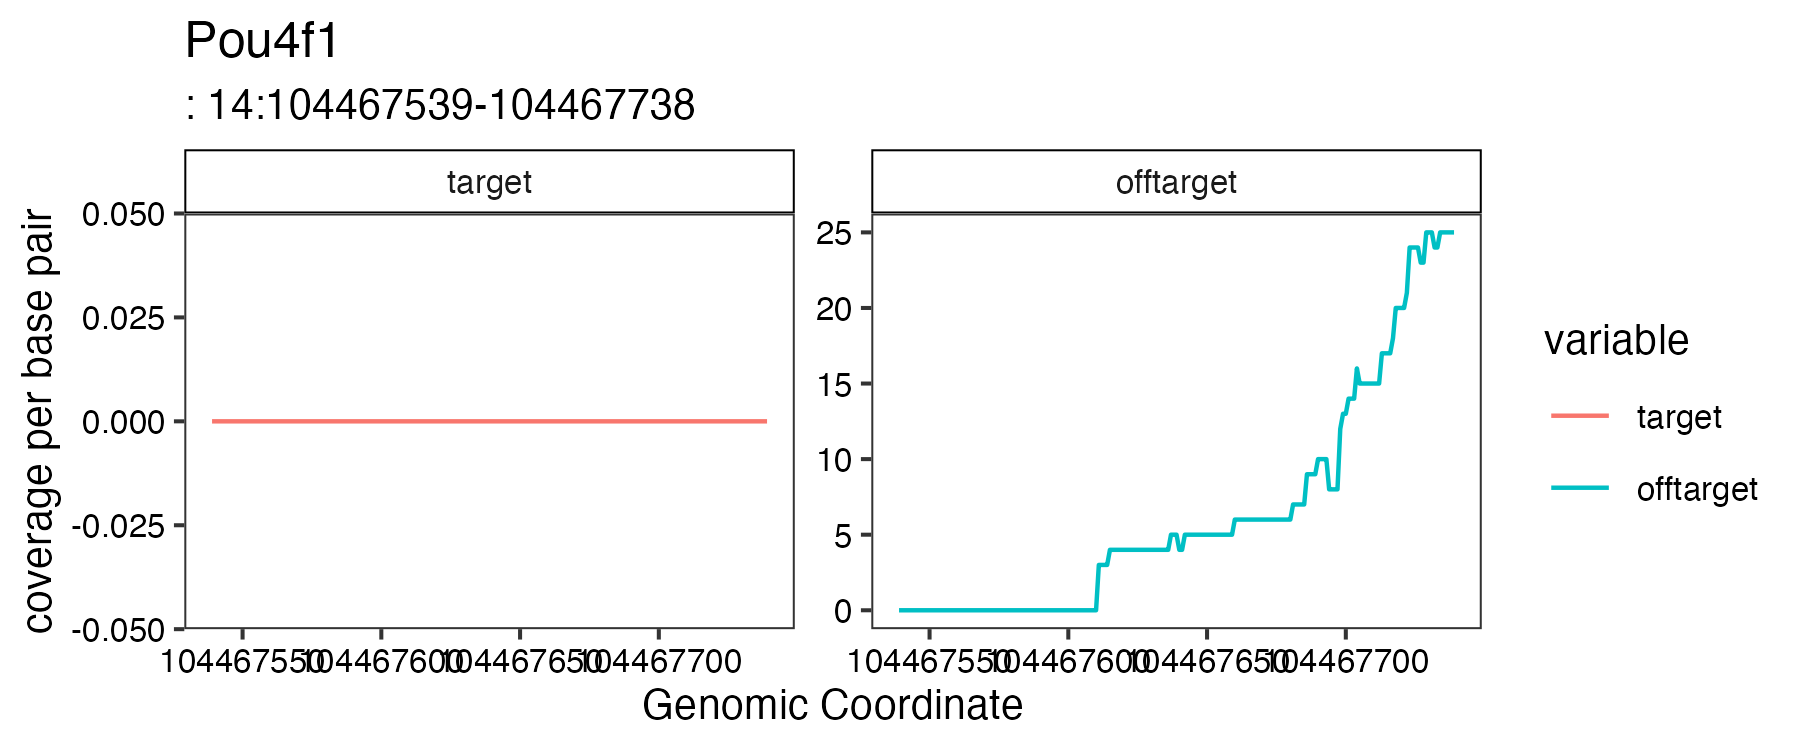 Pou4f1
: 14:104467539-104467738
target
offtarget
coverage per base pair
0.050
0.025
0.000
-0.025
-0.050
25
20
15
10
5
0
104467550 104467600 104467650 104467700
104467550 104467600 104467650 104467700
Genomic Coordinate
variable
target
offtarget